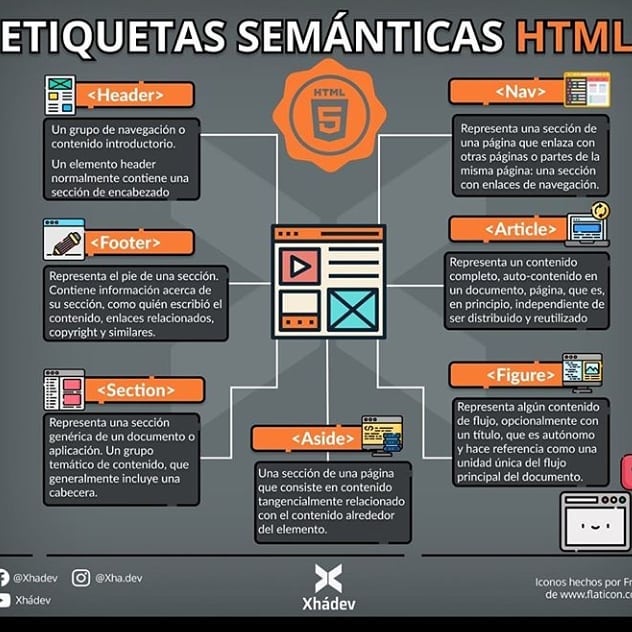 ETIQUETAS SEMÁNTICAS HTML
<Header>
Un grupo de navegación o
contenido introductorio.
Un elemento header
normalmente contiene una
sección de encabezado
HTML
5
<Nav>
Representa una sección de
una página que enlaza con
otras páginas o partes de la
misma página: una sección
con enlaces de navegación.
<Footer>
Representa el pie de una sección.
Contiene información acerca de
su sección, como quién escribió el
contenido, enlaces relacionados,
copyright y similares.
<Article>
Representa un contenido
completo, auto-contenido en
un documento, página, que es,
en principio, independiente de
ser distribuido y reutilizado
<Section>
Representa una sección
genérica de un documento o
aplicación. Un grupo
temático de contenido, que
generalmente incluye una
cabecera.
<Aside>
Una sección de una página
que consiste en contenido
tangencialmente relacionado
con el contenido alrededor
del elemento.
<Figure>
Representa algún contenido
de flujo, opcionalmente con
un título, que es autónomo
y hace referencia como una
unidad única del flujo
principal del documento.
@Xhadev
@Xha.dev
Xhádev
Xhádev
Iconos hechos por Fr
de www.flaticon.co